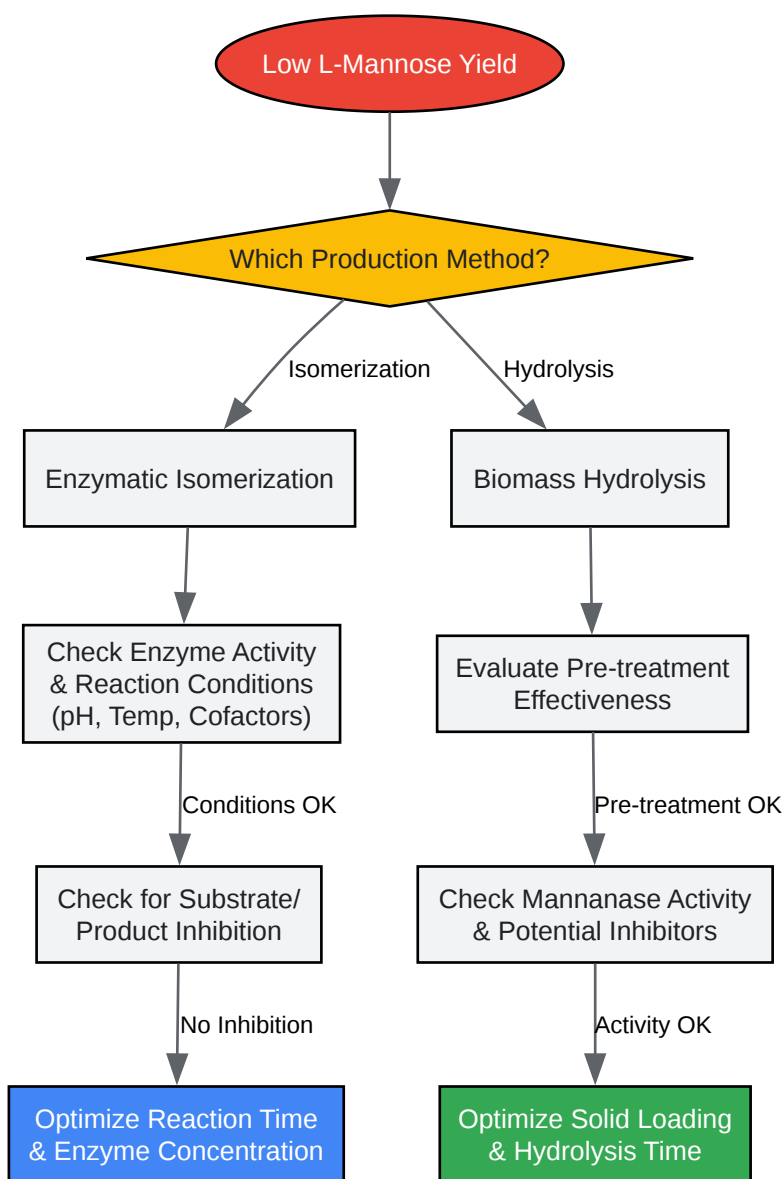 Low L-Mannose Yield
Which Production Method?
Isomerization
Hydrolysis
Enzymatic Isomerization
Biomass Hydrolysis
Check Enzyme Activity
& Reaction Conditions
(pH, Temp, Cofactors)
Evaluate Pre-treatment
Effectiveness
Conditions OK
Pre-treatment OK
Check for Substrate/
Product Inhibition
Check Mannanase Activity
& Potential Inhibitors
No Inhibition
Activity OK
Optimize Reaction Time
& Enzyme Concentration
Optimize Solid Loading
& Hydrolysis Time